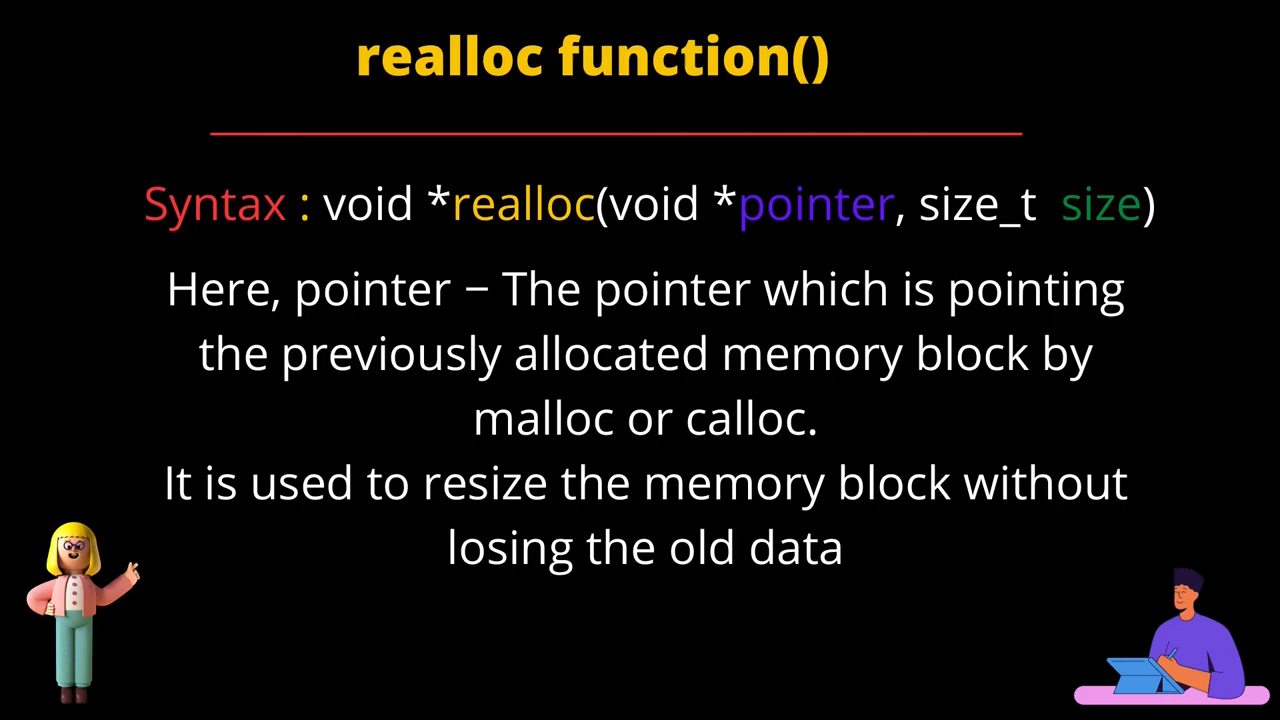 realloc function()
Syntax : void *realloc(void *pointer, size_t  size)
Here, pointer – The pointer which is pointing
the previously allocated memory block by
malloc or calloc.
It is used to resize the memory block without
losing the old data